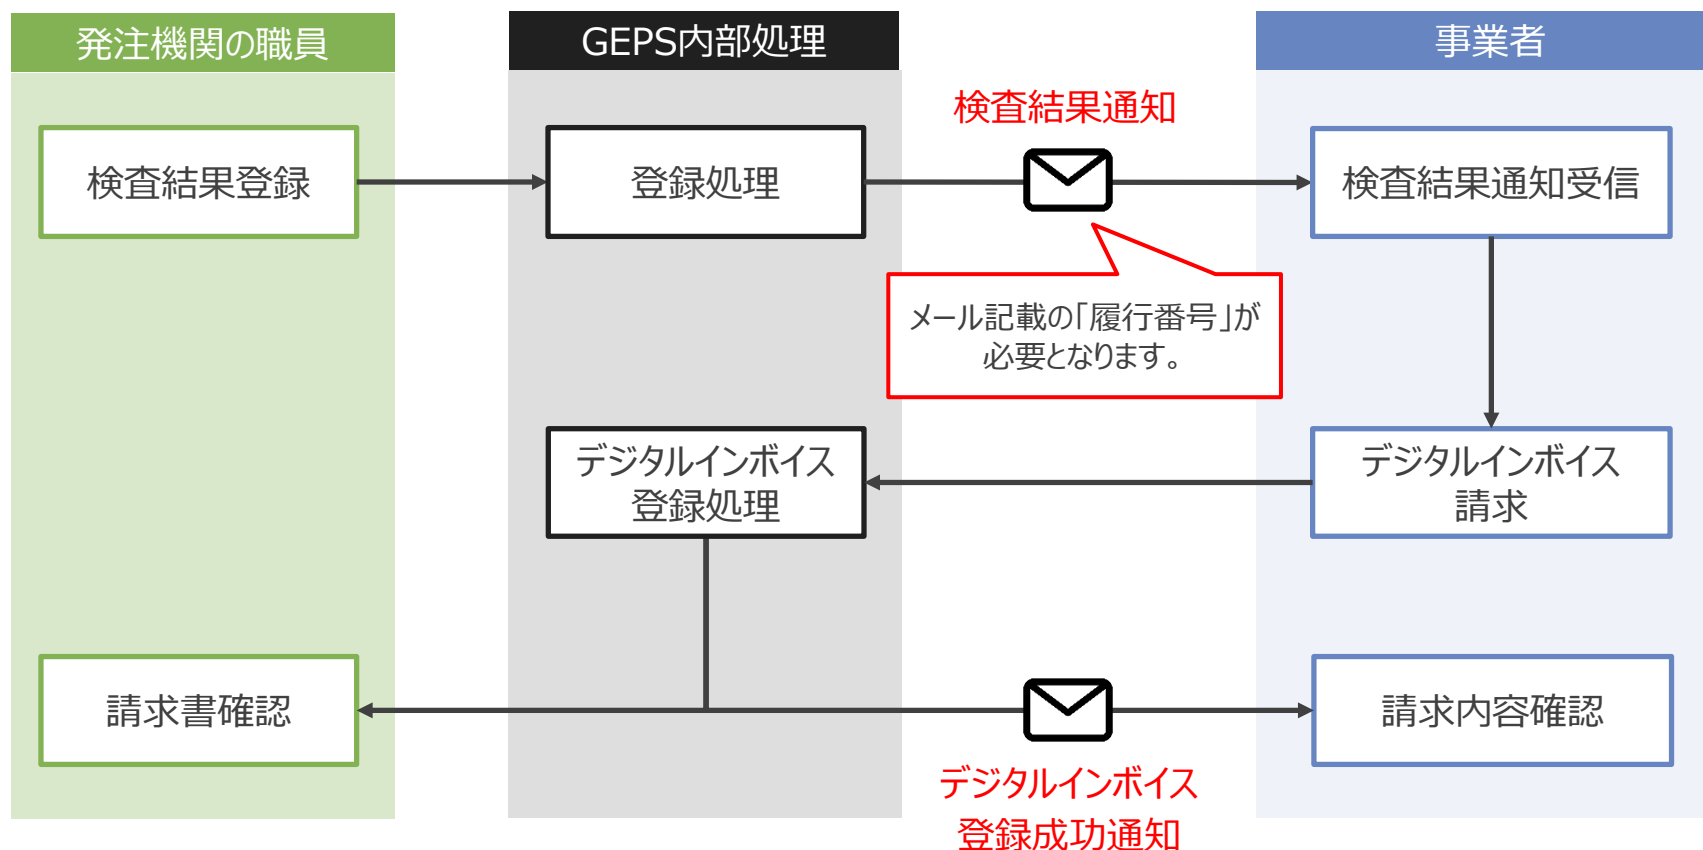 発注機関の職員
GEPS内部処理
事業者
検査結果通知
検査結果登録
登録処理
検査結果通知受信
メール記載の「履行番号」が
必要となります。
デジタルインボイス
登録処理
デジタルインボイス
請求
請求書確認
請求内容確認
デジタルインボイス
登録成功通知